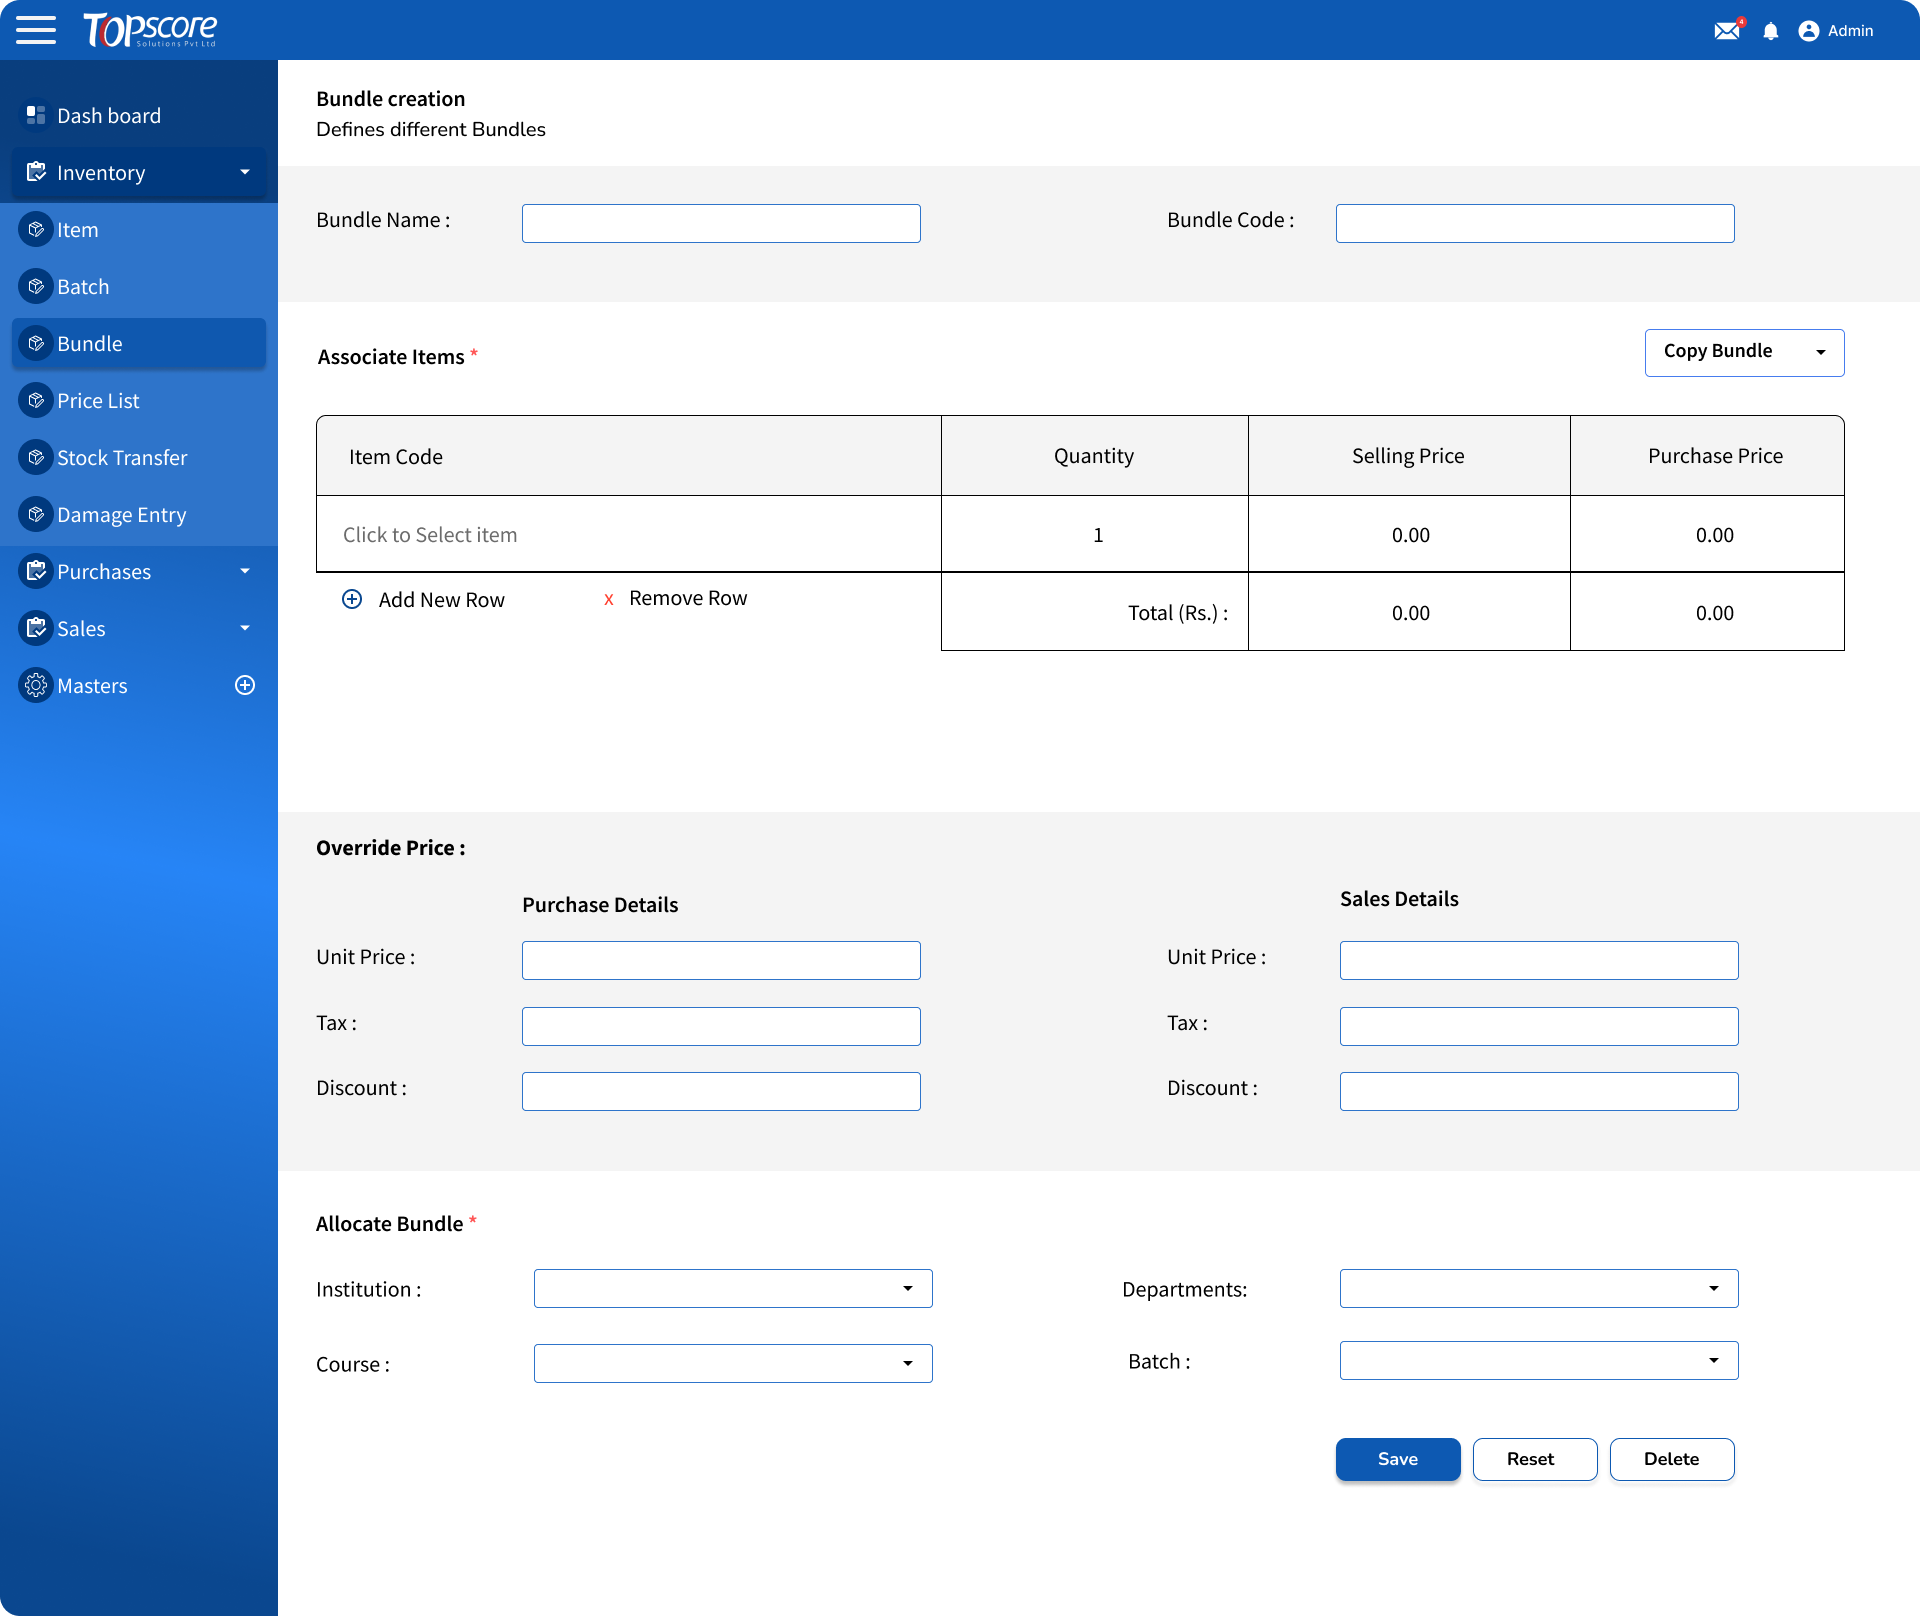 Topscore
Solutions Pvt Ltd
4
Admin
Dash board
Inventory
Item
Batch
Bundle
Price List
Stock Transfer
Damage Entry
Purchases
Sales
Masters
Bundle creation
Defines different Bundles
Bundle Name :
Bundle Code :
Associate Items *
Copy Bundle
Item Code Quantity Selling Price Purchase Price
Click to Select item 1 0.00 0.00
Add New Row x Remove Row
Total (Rs.) : 0.00 0.00
Override Price :
Purchase Details
Sales Details
Unit Price :
Unit Price :
Tax :
Tax :
Discount :
Discount :
Allocate Bundle *
Institution :
Departments:
Course :
Batch :
Save
Reset
Delete